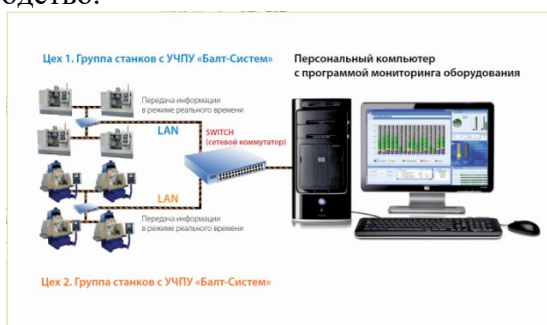 одство.
Цех 1. Группа станков с УЧПУ «Балт-Систем»
Персональный компьютер
с программой мониторинга оборудования
Передача информации
в режиме реального времени
LAN
SWITCH
(сетевой коммутатор)
LAN
Передача информации
в режиме реального времени
Цех 2. Группа станков с УЧПУ «Балт-Систем»